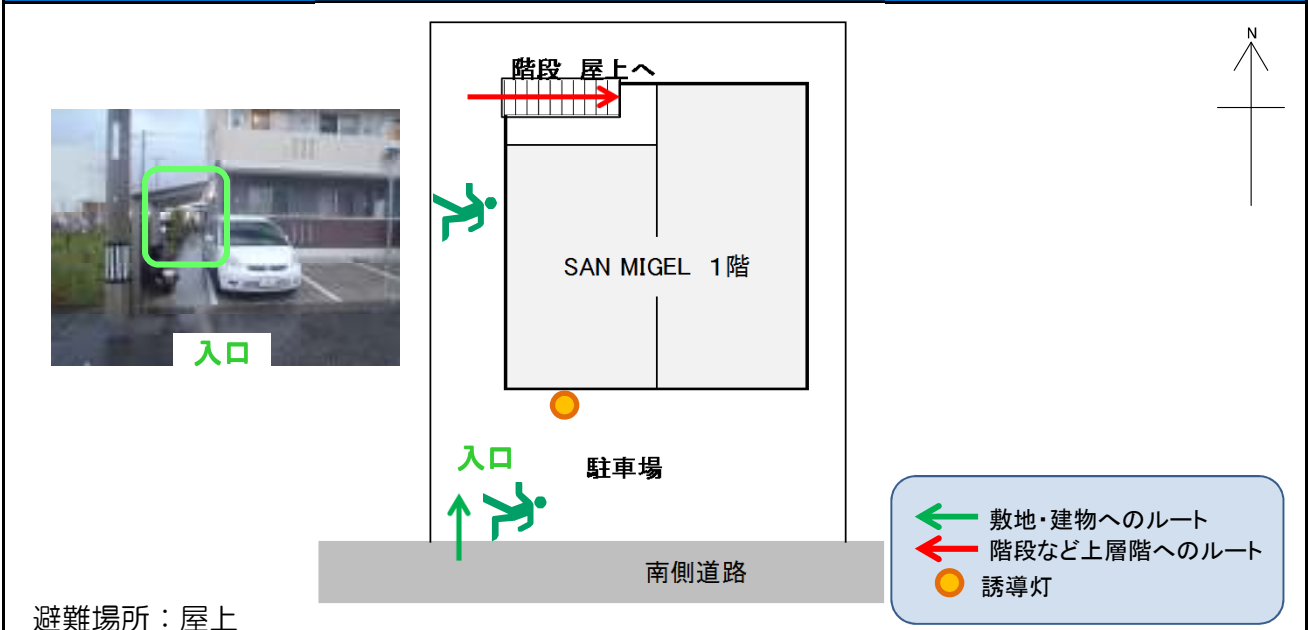 階段 屋上へ
N
SAN MIGEL 1階
入口
入口
駐車場
敷地・建物へのルート
階段など上層階へのルート
誘導灯
南側道路
避難場所：屋上